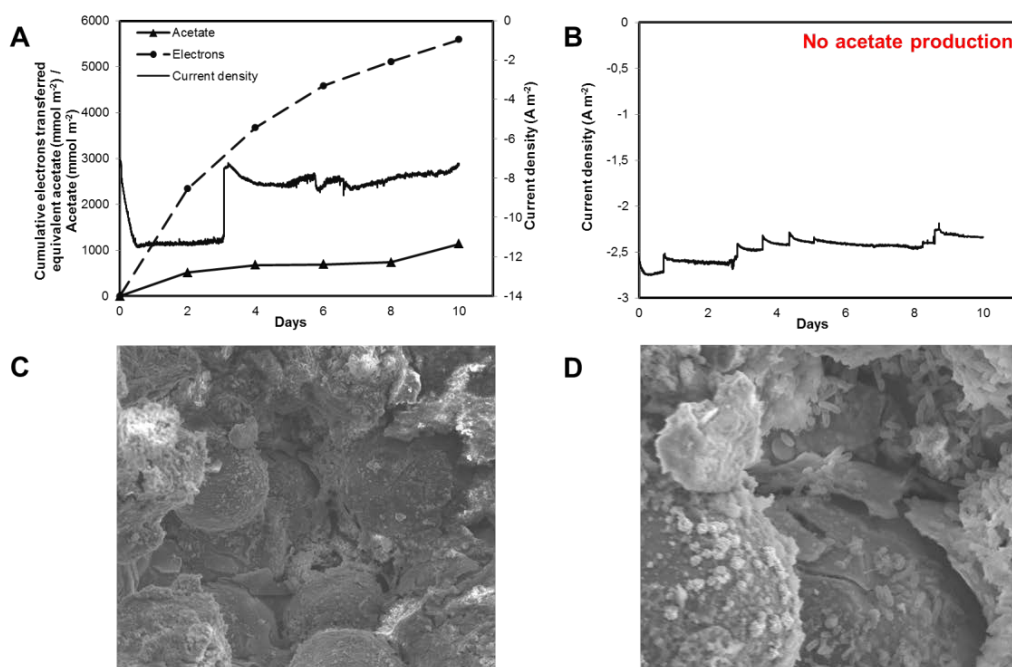 A
Cumulative electrons transferred
equivalent acetate (mmol m⁻²) /
Acetate (mmol m⁻²)
6000
5000
4000
3000
2000
1000
0
Acetate
Electrons
Current density
0
-2
-4
-6
-8
-10
-12
-14
Current density (A m⁻²)
0
2
4
6
8
10
Days
B
No acetate production
Current density (A m⁻²)
0
-0,5
-1
-1,5
-2
-2,5
-3
0
2
4
6
8
10
Days
C
D